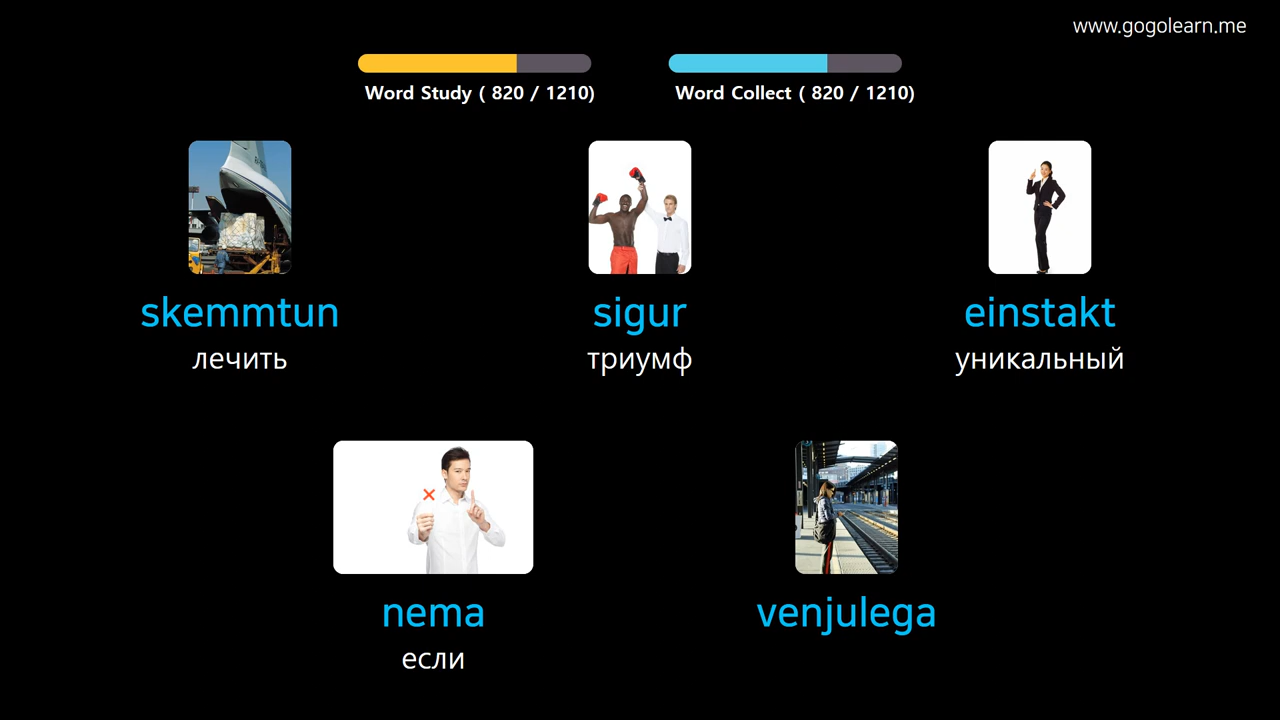 www.gogolearn.me
Word Study ( 820 / 1210)
Word Collect ( 820 / 1210)
skemmtun
лечить
sigur
триумф
einstakt
уникальный
nema
если
venjulega